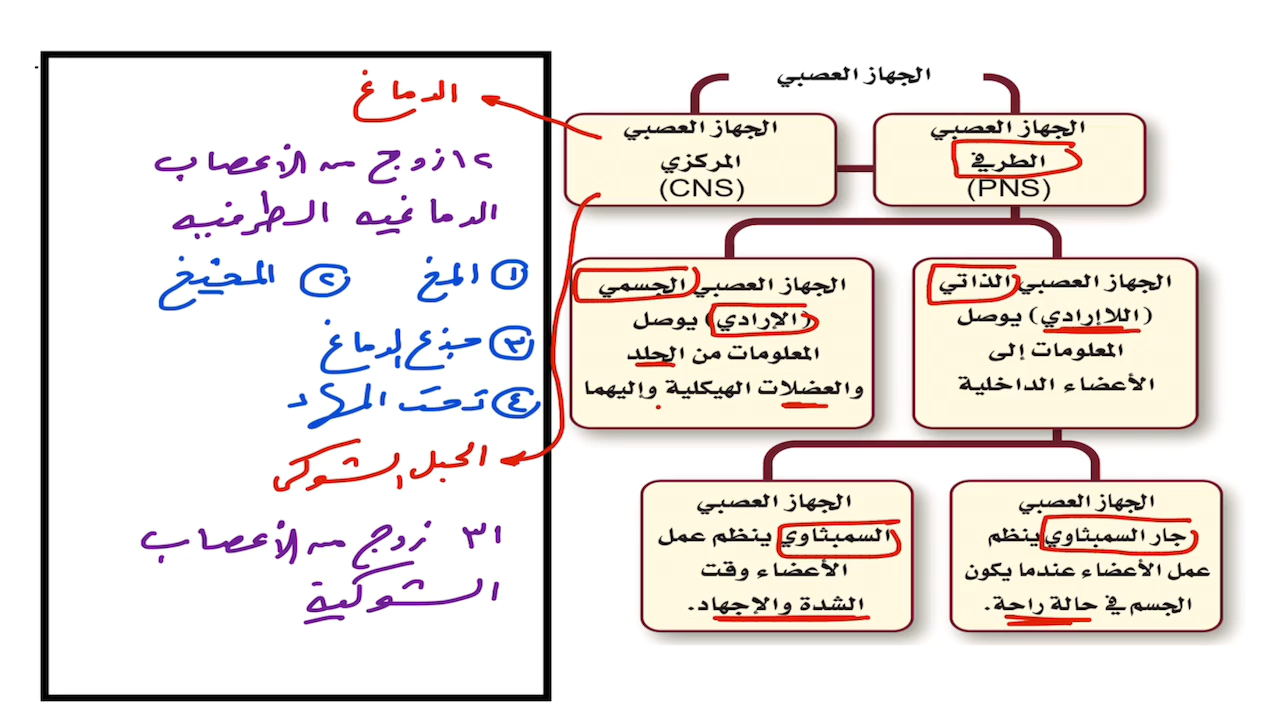 الجهاز العصبي
الجهاز العصبي
الطرفي
(PNS)
الجهاز العصبي
المركزي
(CNS)
الجهاز العصبي الذاتي
(اللاإرادي) يوصل
المعلومات إلى
الأعضاء الداخلية
الجهاز العصبي الجسمي
(الإرادي) يوصل
المعلومات من الجلد
والعضلات الهيكلية وإليهما
الجهاز العصبي
جار السمبثاوي ينظم
عمل الأعضاء عندما يكون
الجسم في حالة راحة.
الجهاز العصبي
السمبثاوي ينظم عمل
الأعضاء وقت
الشدة والإجهاد.
الدماغ
١٢ زوج من الأعصاب
الدماغيه الطرفيه
١ المخ ٢ المخيخ
٣ جذع الدماغ
٤ تحت المهاد
الحبل الشوكي
٣١ زوج من الأعصاب
الشوكية